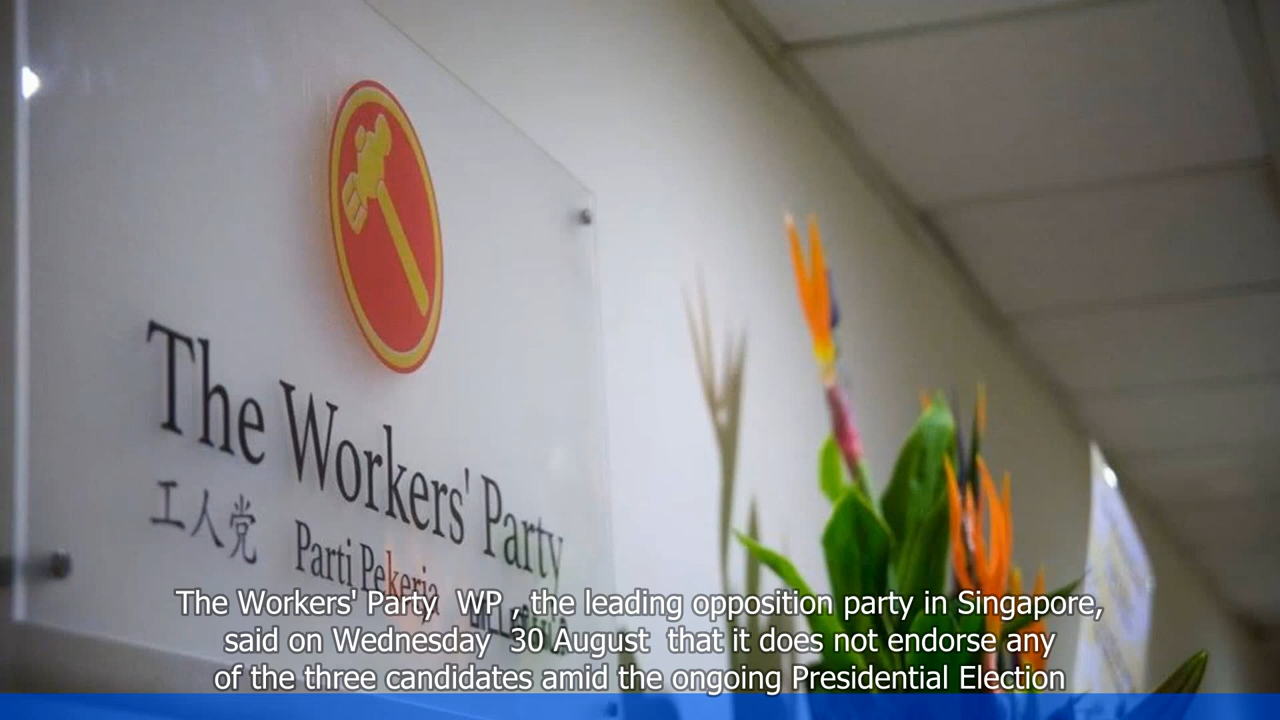 The Workers' Party
工人党 Parti Pekerja
The Workers' Party WP , the leading opposition party in Singapore,
said on Wednesday 30 August that it does not endorse any
of the three candidates amid the ongoing Presidential Election